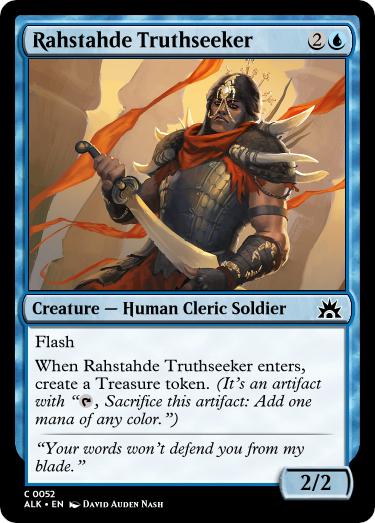 Rahstahde Truthseeker 2
Creature — Human Cleric Soldier
Flash
When Rahstahde Truthseeker enters,
create a Treasure token. (It's an artifact
with “, Sacrifice this artifact: Add one
mana of any color.”)
“Your words won't defend you from my
blade.”
2/2
C 0052
ALK • EN David Auden Nash